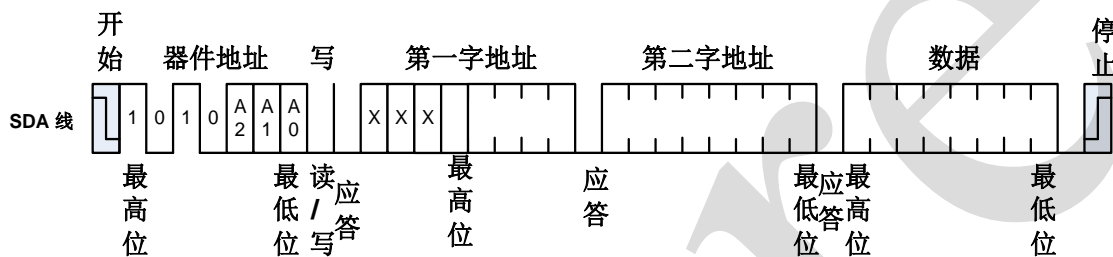 开始 器件地址 写 第一字地址 第二字地址 数据 停止
SDA 线 1 0 1 0 A2 A1 A0 X X X
最高位 最低位 读/写 应答 最高位 应答 最低位 应答 最高位 最低位